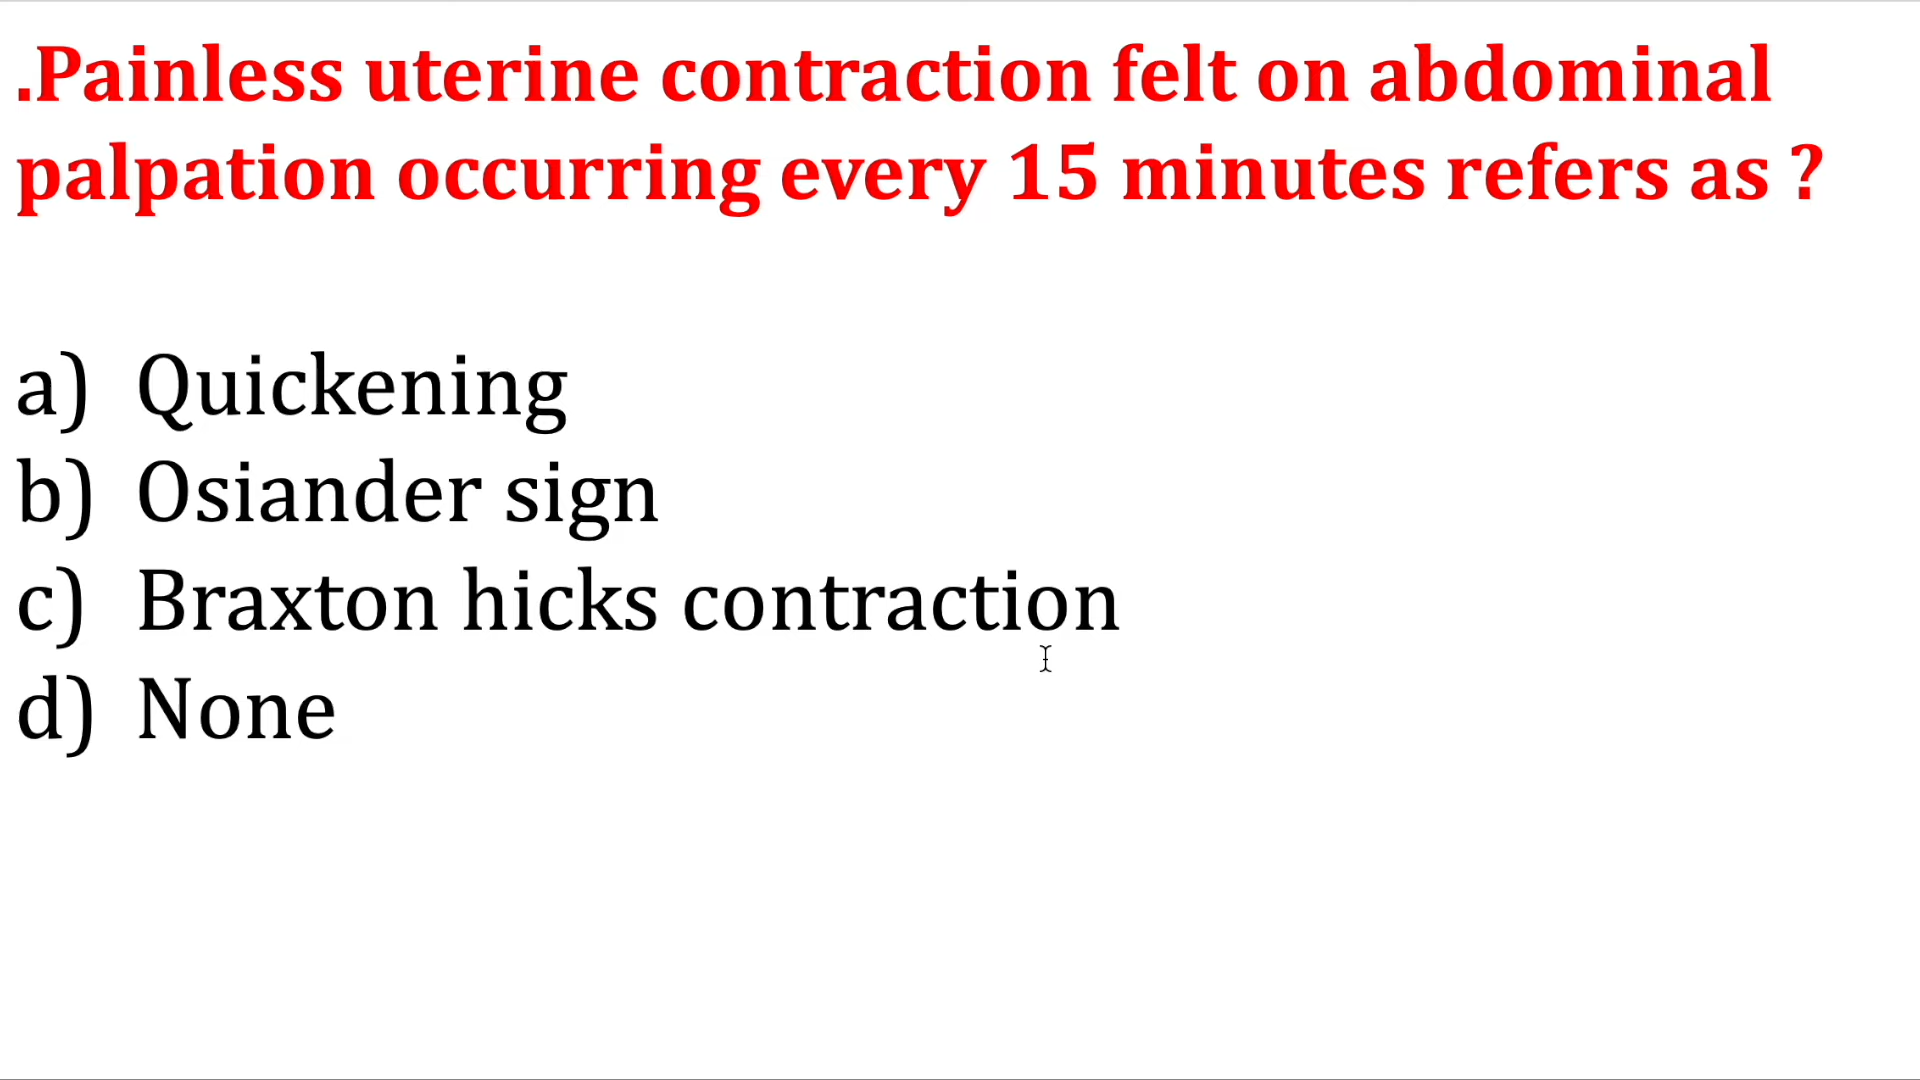 .Painless uterine contraction felt on abdominal
palpation occurring every 15 minutes refers as ?
a) Quickening
b) Osiander sign
c) Braxton hicks contraction
d) None